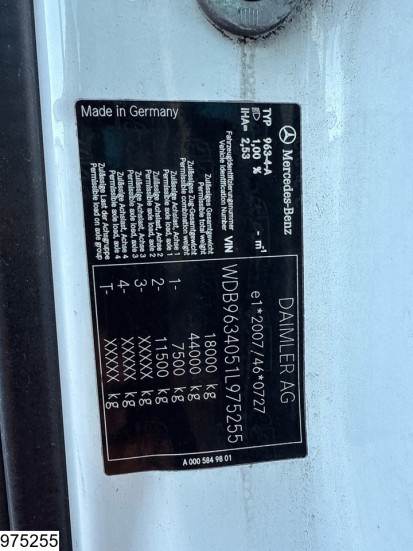 Mercedes-Benz
TYP 963-4-A
1,00 % - m⁻¹
IHA= 2,53
DAIMLER AG
e1*2007/46*0727
Fahrzeugidentifizierungsnummer
Vehicle Identification Number VIN WDB9634051L975255
Zulässiges Gesamtgewicht
Permissible total weight 18000 kg
Zulässiges Zug-Gesamtgewicht
Permissible combination weight 44000 kg
Zulässige Achslast, Achse 1
Permissible axle load, axle 1 1- 7500 kg
Zulässige Achslast, Achse 2
Permissible axle load, axle 2 2- 11500 kg
Zulässige Achslast, Achse 3
Permissible axle load, axle 3 3- XXXXX kg
Zulässige Achslast, Achse 4
Permissible axle load, axle 4 4- XXXXX kg
Zulässige Last der Achsgruppe
Permissible load on axle group T- XXXXX kg
Made in Germany
A 000 584 98 01
975255